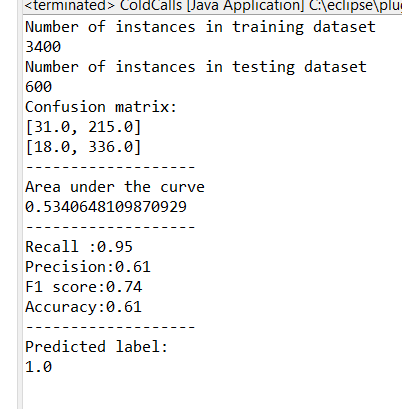 <terminated> ColdCalls [Java Application] C:\eclipse\plug
Number of instances in training dataset
3400
Number of instances in testing dataset
600
Confusion matrix:
[31.0, 215.0]
[18.0, 336.0]
-------------------
Area under the curve
0.5340648109870929
-------------------
Recall :0.95
Precision:0.61
F1 score:0.74
Accuracy:0.61
-------------------
Predicted label:
1.0